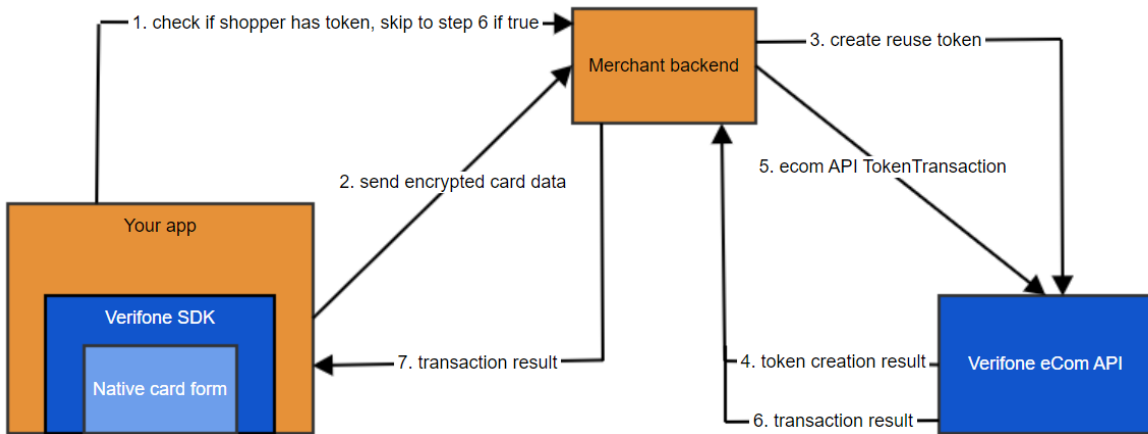 1. check if shopper has token, skip to step 6 if true
3. create reuse token
Merchant backend
5. ecom API TokenTransaction
2. send encrypted card data
Your app
Verifone SDK
7. transaction result
4. token creation result
Verifone eCom API
Native card form
6. transaction result